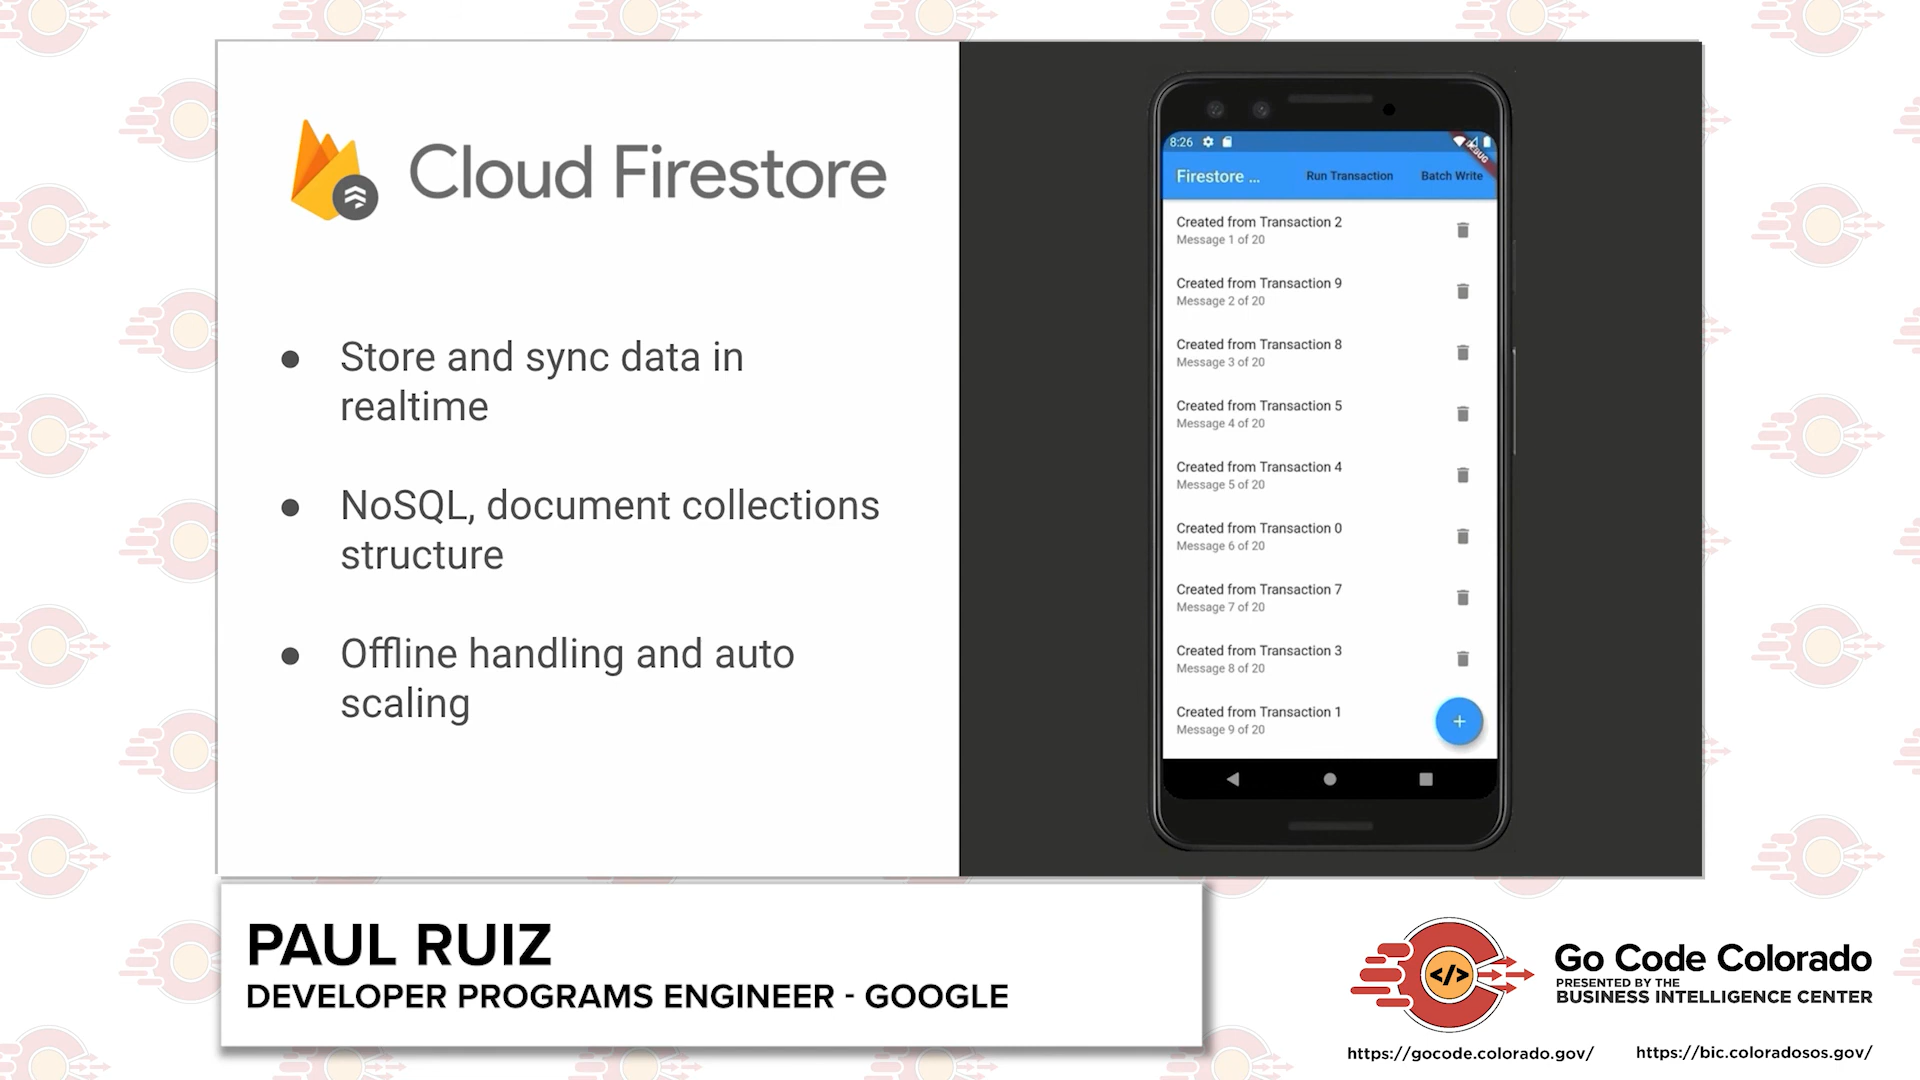 Cloud Firestore
● Store and sync data in
realtime
● NoSQL, document collections
structure
● Offline handling and auto
scaling
8:26
DEBUG
Firestore ... Run Transaction Batch Write
Created from Transaction 2
Message 1 of 20
Created from Transaction 9
Message 2 of 20
Created from Transaction 8
Message 3 of 20
Created from Transaction 5
Message 4 of 20
Created from Transaction 4
Message 5 of 20
Created from Transaction 0
Message 6 of 20
Created from Transaction 7
Message 7 of 20
Created from Transaction 3
Message 8 of 20
Created from Transaction 1
Message 9 of 20
+
PAUL RUIZ
DEVELOPER PROGRAMS ENGINEER - GOOGLE
</>
Go Code Colorado
PRESENTED BY THE
BUSINESS INTELLIGENCE CENTER
https://gocode.colorado.gov/ https://bic.coloradosos.gov/